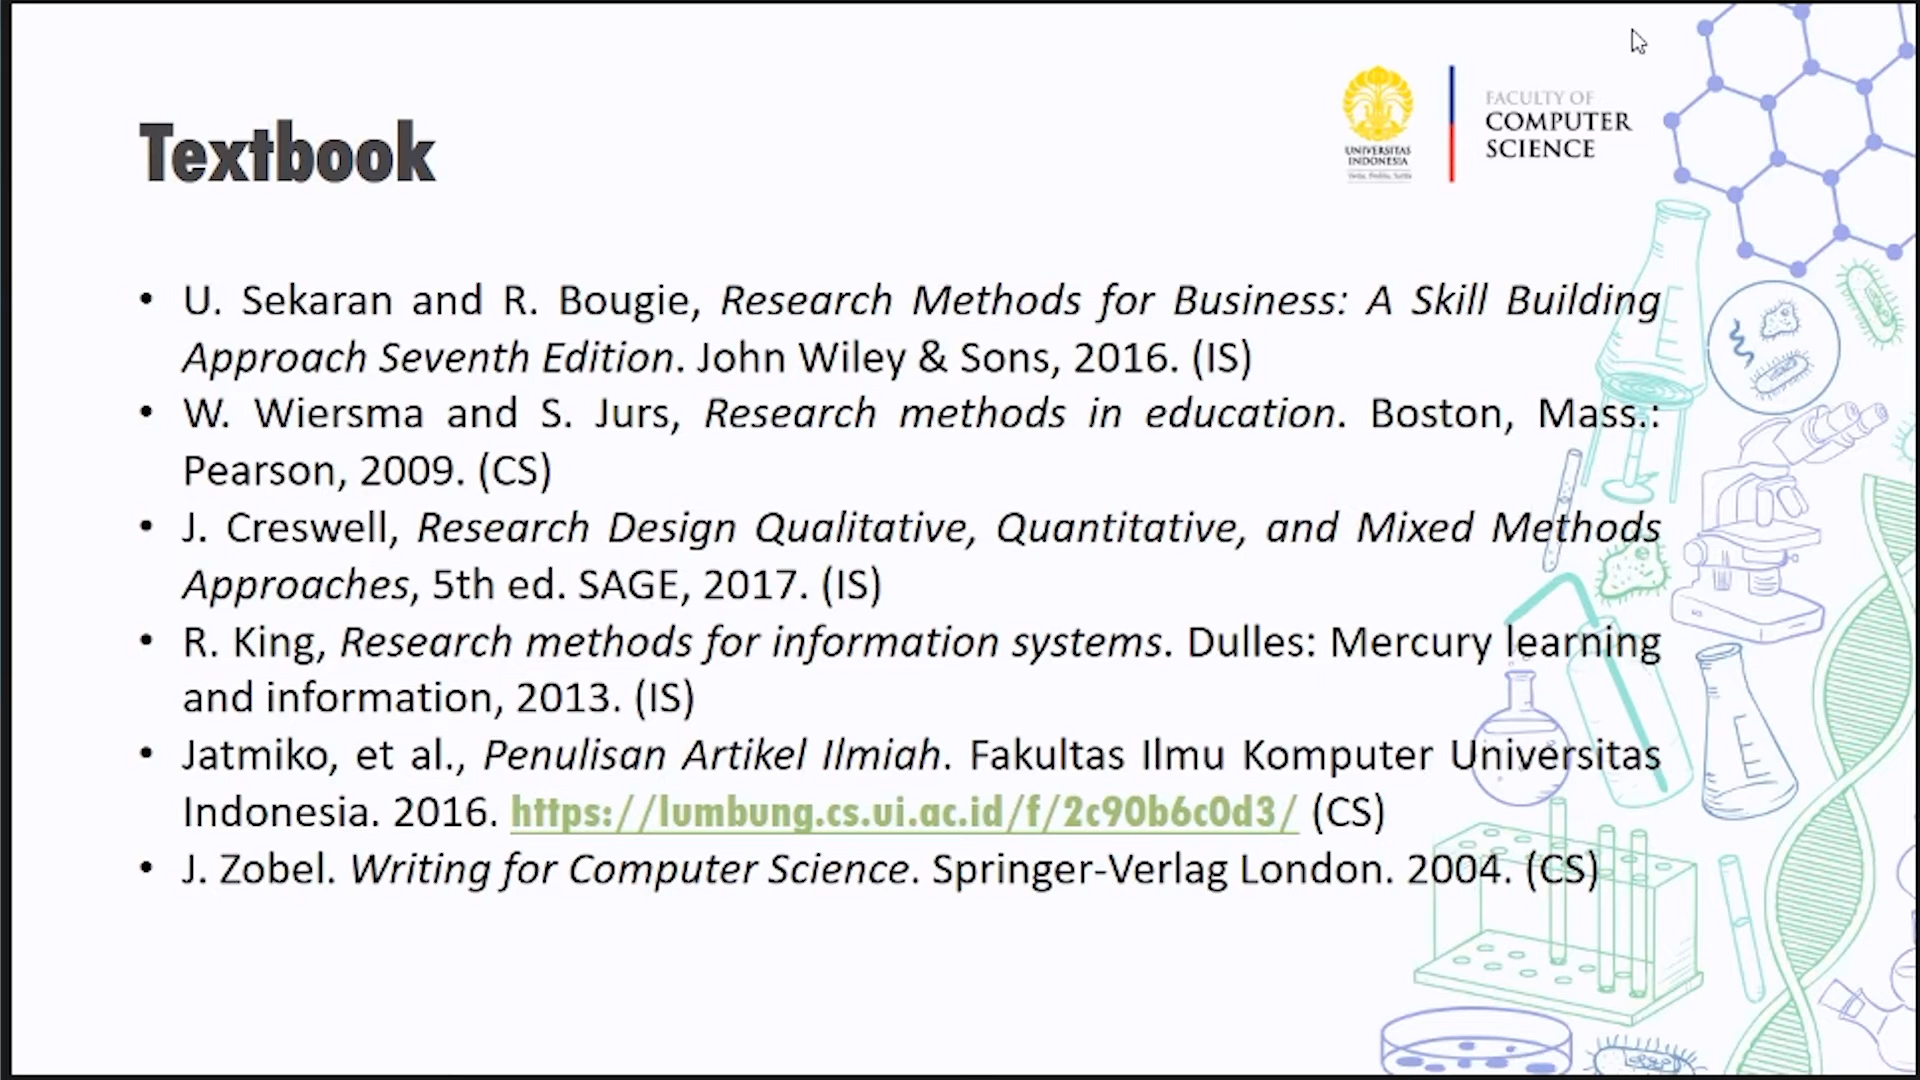 FACULTY OF
COMPUTER
SCIENCE
UNIVERSITAS
INDONESIA
Veritas, Probitas, Iustitia
Textbook
• U. Sekaran and R. Bougie, Research Methods for Business: A Skill Building
Approach Seventh Edition. John Wiley & Sons, 2016. (IS)
• W. Wiersma and S. Jurs, Research methods in education. Boston, Mass.:
Pearson, 2009. (CS)
• J. Creswell, Research Design Qualitative, Quantitative, and Mixed Methods
Approaches, 5th ed. SAGE, 2017. (IS)
• R. King, Research methods for information systems. Dulles: Mercury learning
and information, 2013. (IS)
• Jatmiko, et al., Penulisan Artikel Ilmiah. Fakultas Ilmu Komputer Universitas
Indonesia. 2016. https://lumbung.cs.ui.ac.id/f/2c90b6c0d3/ (CS)
• J. Zobel. Writing for Computer Science. Springer-Verlag London. 2004. (CS)